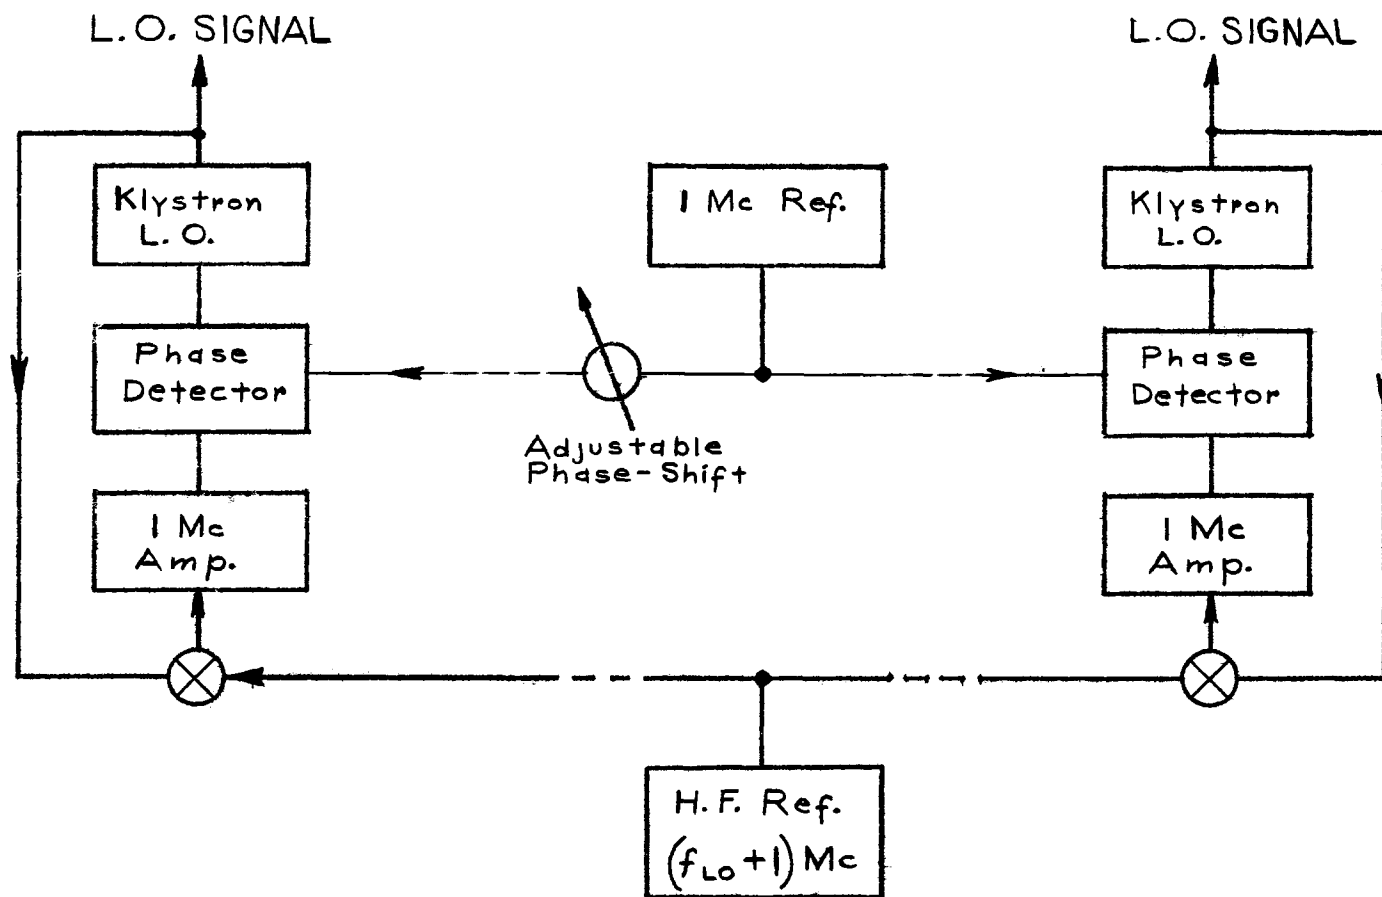 L.O. SIGNAL
L.O. SIGNAL
Klystron
L.O.
1 Mc Ref.
Klystron
L.O.
Phase
Detector
Adjustable
Phase-Shift
Phase
Detector
1 Mc
Amp.
1 Mc
Amp.
H.F. Ref.
(f_LO + 1) Mc